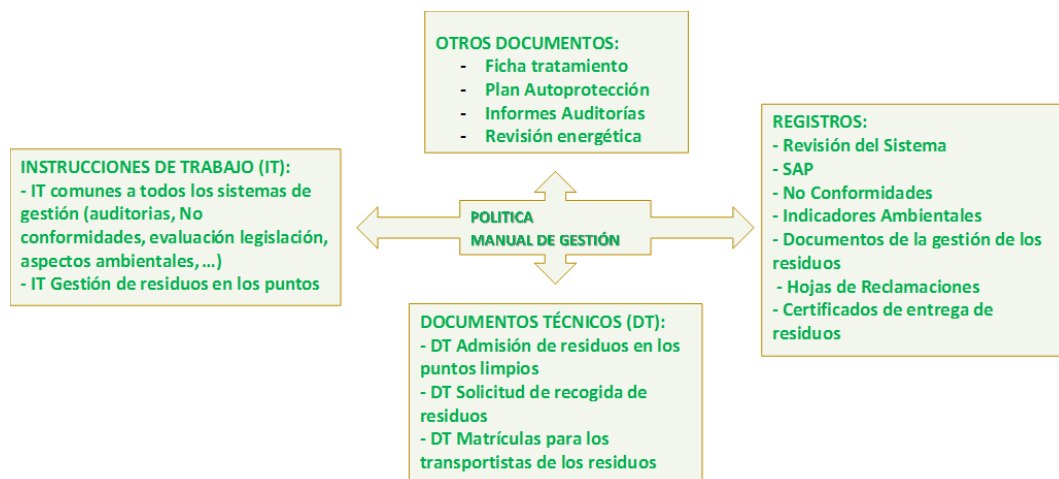 OTROS DOCUMENTOS:
- Ficha tratamiento
- Plan Autoprotección
- Informes Auditorías
- Revisión energética
INSTRUCCIONES DE TRABAJO (IT):
- IT comunes a todos los sistemas de
gestión (auditorias, No
conformidades, evaluación legislación,
aspectos ambientales, ...)
- IT Gestión de residuos en los puntos
POLITICA
MANUAL DE GESTIÓN
REGISTROS:
- Revisión del Sistema
- SAP
- No Conformidades
- Indicadores Ambientales
- Documentos de la gestión de los
residuos
- Hojas de Reclamaciones
- Certificados de entrega de
residuos
DOCUMENTOS TÉCNICOS (DT):
- DT Admisión de residuos en los
puntos limpios
- DT Solicitud de recogida de
residuos
- DT Matrículas para los
transportistas de los residuos